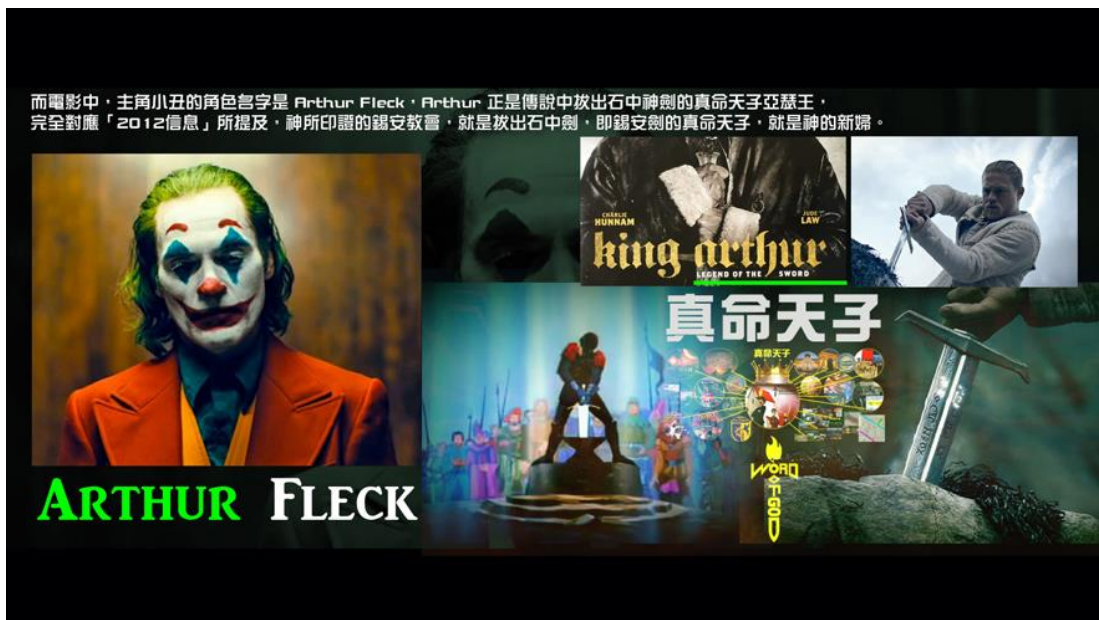 而電影中，主角小丑的角色名字是 Arthur Fleck，Arthur 正是傳說中拔出石中神劍的真命天子亞瑟王，
完全對應「2012信息」所提及，神所印證的錫安教會，就是拔出石中劍，即錫安劍的真命天子，就是神的新婦。
CHARLIE HUNNAM
JUDE LAW
king arthur
LEGEND OF THE SWORD
真命天子
真命天子
WORD OF GOD
ARTHUR FLECK